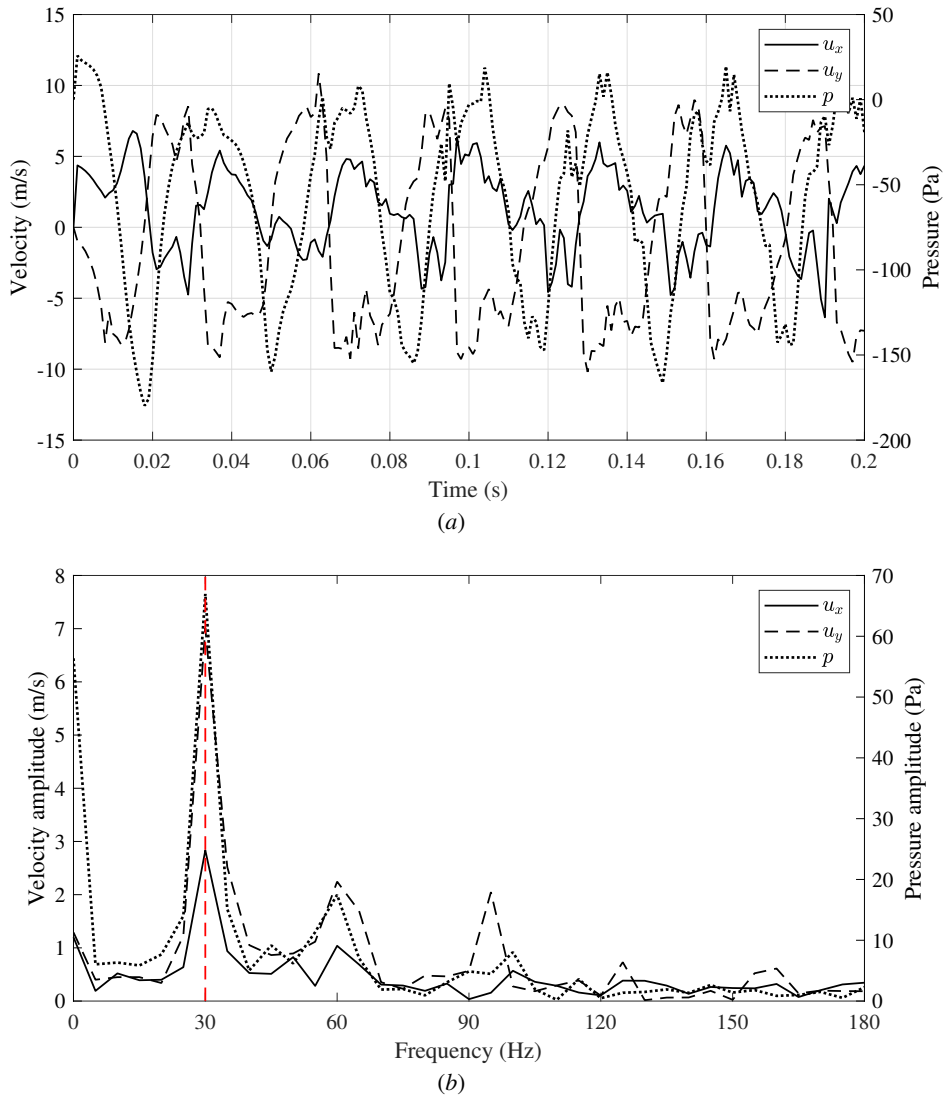 15
10
5
0
-5
-10
-15
Velocity (m/s)
50
0
-50
-100
-150
-200
Pressure (Pa)
u_x
u_y
p
0 0.02 0.04 0.06 0.08 0.1 0.12 0.14 0.16 0.18 0.2
Time (s)
(a)
8
7
6
5
4
3
2
1
0
Velocity amplitude (m/s)
70
60
50
40
30
20
10
0
Pressure amplitude (Pa)
u_x
u_y
p
0 30 60 90 120 150 180
Frequency (Hz)
(b)